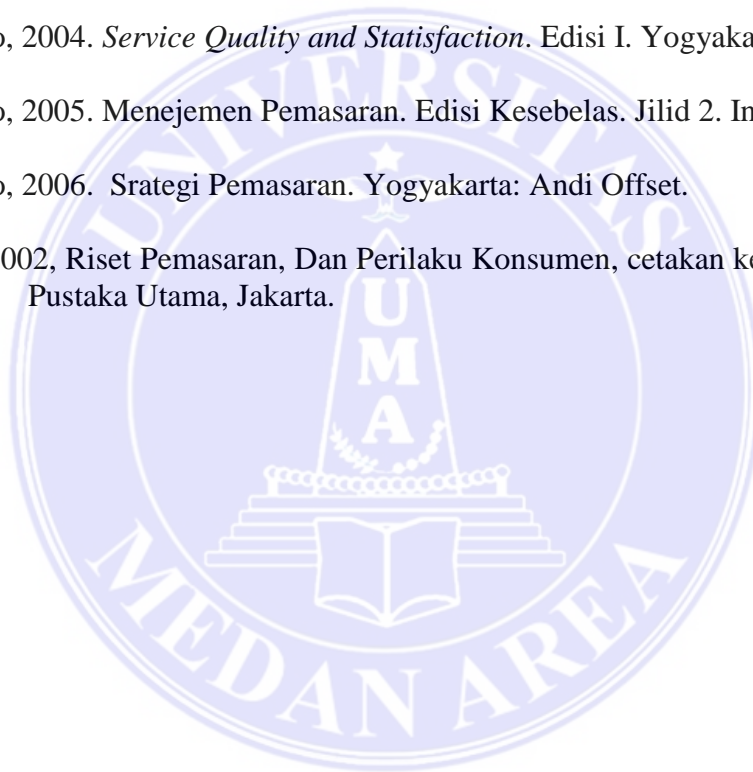 o, 2004. Service Quality and Statisfaction. Edisi I. Yogyaka
o, 2005. Menejemen Pemasaran. Edisi Kesebelas. Jilid 2. In
o, 2006. Srategi Pemasaran. Yogyakarta: Andi Offset.
002, Riset Pemasaran, Dan Perilaku Konsumen, cetakan ke
Pustaka Utama, Jakarta.
UNIVERSITAS
U
M
A
MEDAN AREA